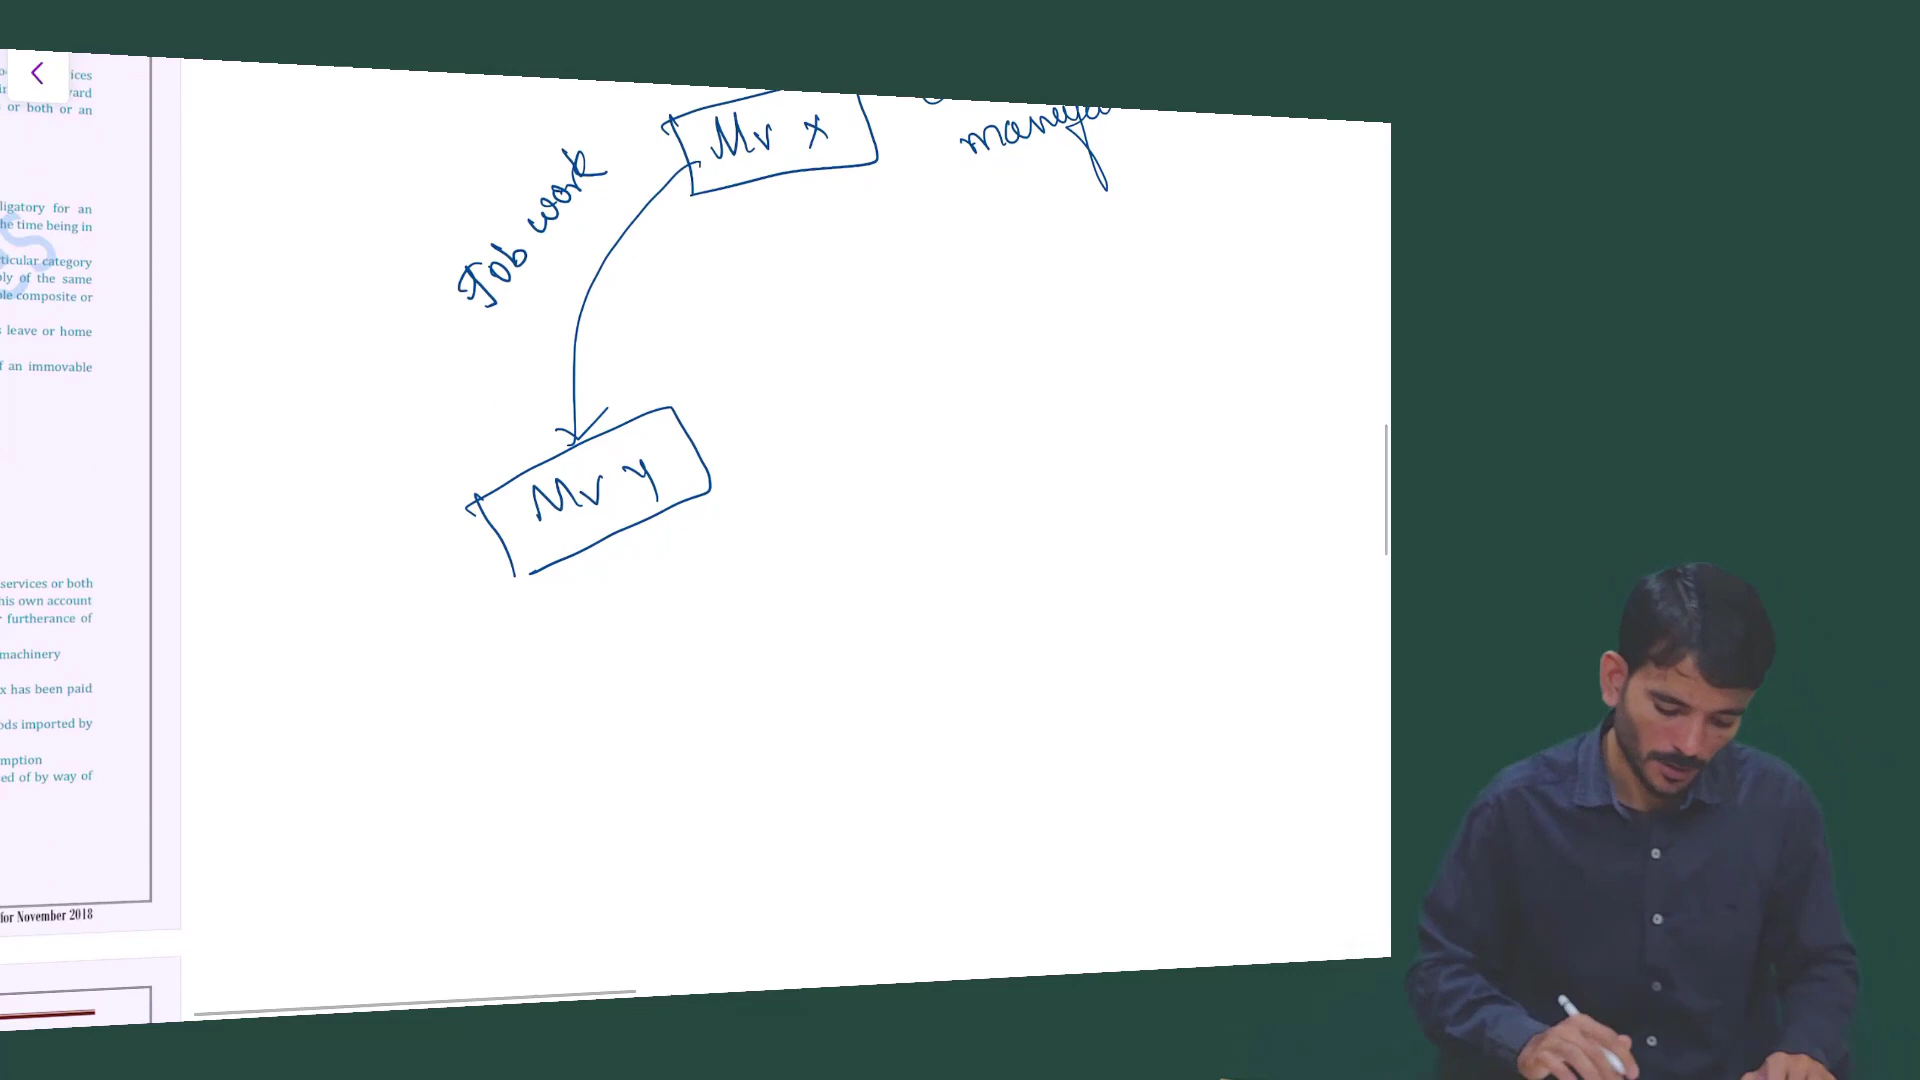 ices
ard
or both or an
ligatory for an
he time being in
ticular category
ly of the same
le composite or
leave or home
f an immovable
services or both
his own account
furtherance of
machinery
x has been paid
ods imported by
mption
ed of by way of
for November 2018
Mr X
Job work
Mr Y